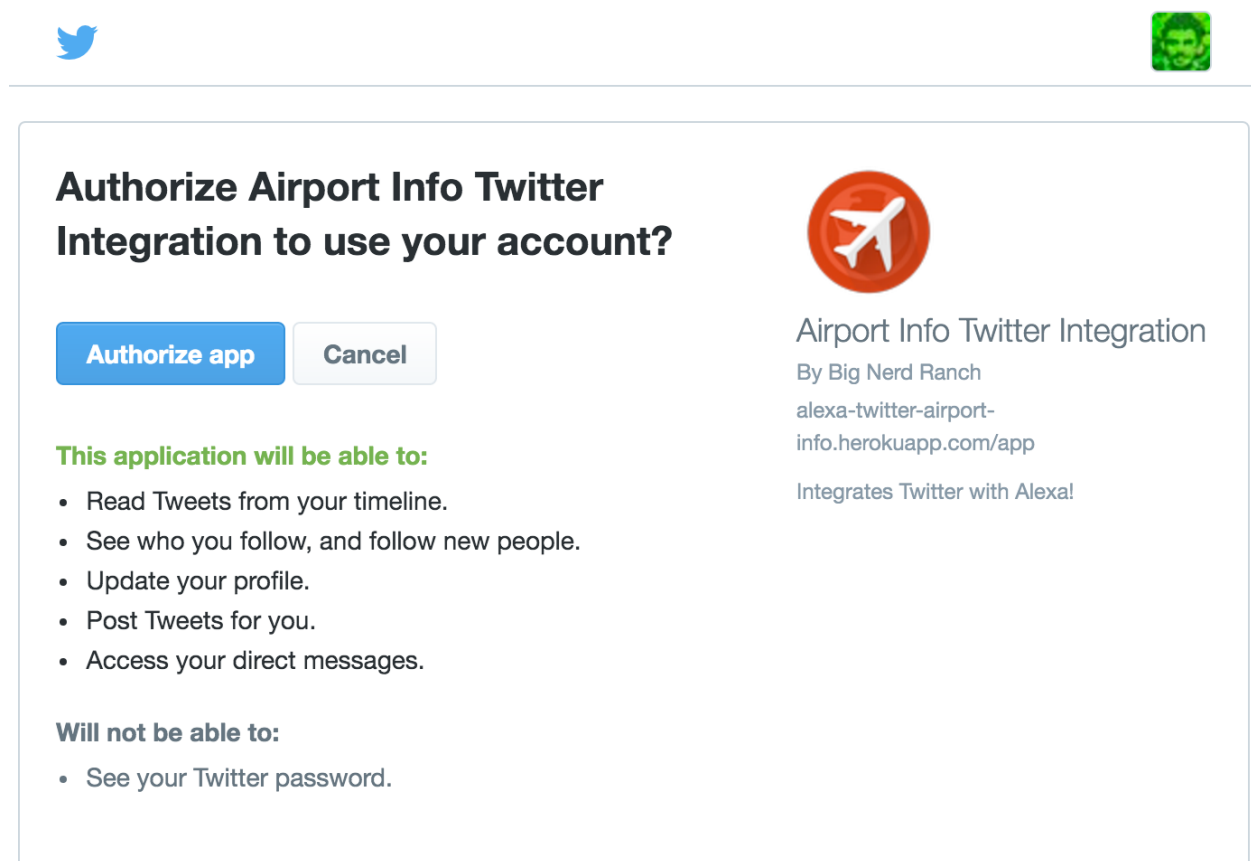 Authorize Airport Info Twitter
Integration to use your account?
Authorize app
Cancel
This application will be able to:
• Read Tweets from your timeline.
• See who you follow, and follow new people.
• Update your profile.
• Post Tweets for you.
• Access your direct messages.
Will not be able to:
• See your Twitter password.
Airport Info Twitter Integration
By Big Nerd Ranch
alexa-twitter-airport-
info.herokuapp.com/app
Integrates Twitter with Alexa!